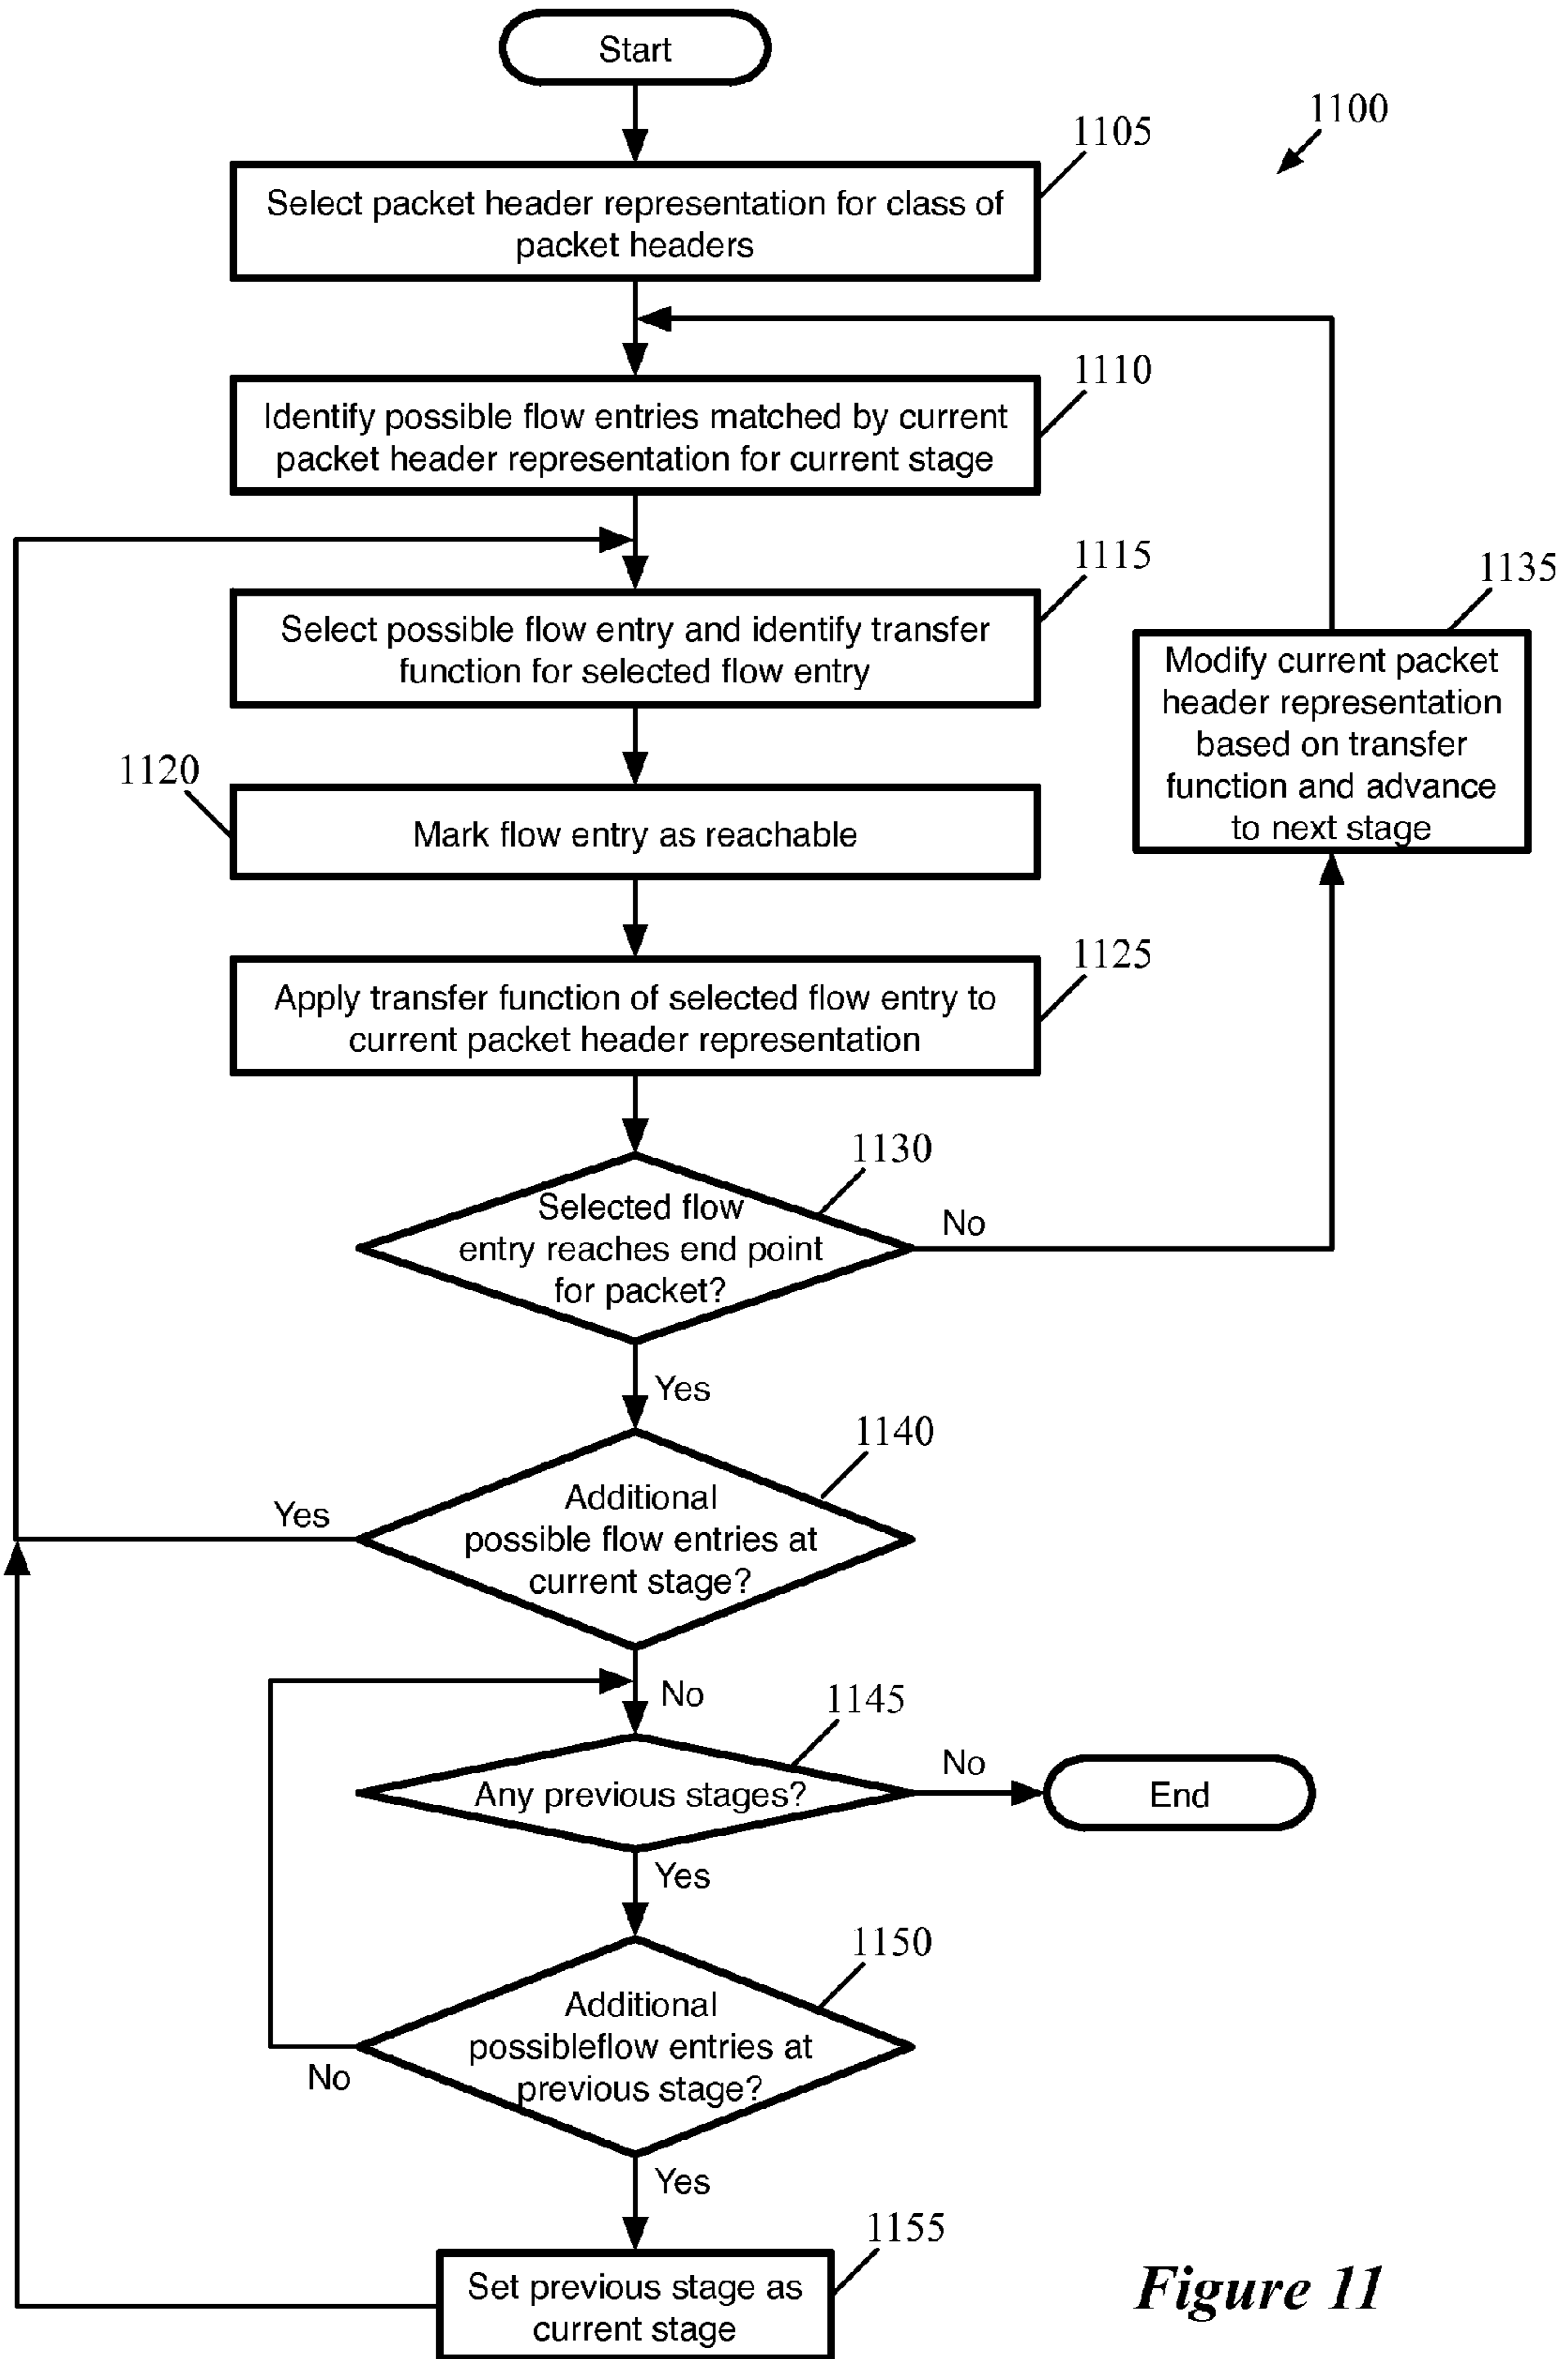 Start
1100
1105
Select packet header representation for class of
packet headers
1110
Identify possible flow entries matched by current
packet header representation for current stage
1115
Select possible flow entry and identify transfer
function for selected flow entry
1135
Modify current packet
header representation
based on transfer
function and advance
to next stage
1120
Mark flow entry as reachable
1125
Apply transfer function of selected flow entry to
current packet header representation
1130
Selected flow
entry reaches end point
for packet?
No
Yes
1140
Additional
possible flow entries at
current stage?
Yes
No
1145
Any previous stages?
No
End
Yes
1150
Additional
possibleflow entries at
previous stage?
No
Yes
1155
Set previous stage as
current stage
Figure 11